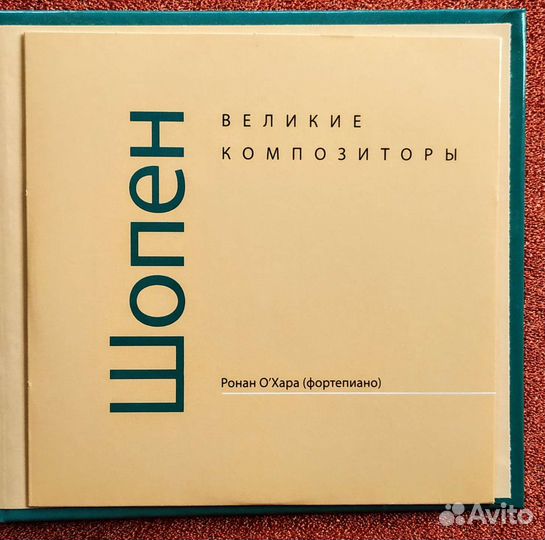 Шопен
ВЕЛИКИЕ
КОМПОЗИТОРЫ
Ронан О'Хара (фортепиано)
Avito